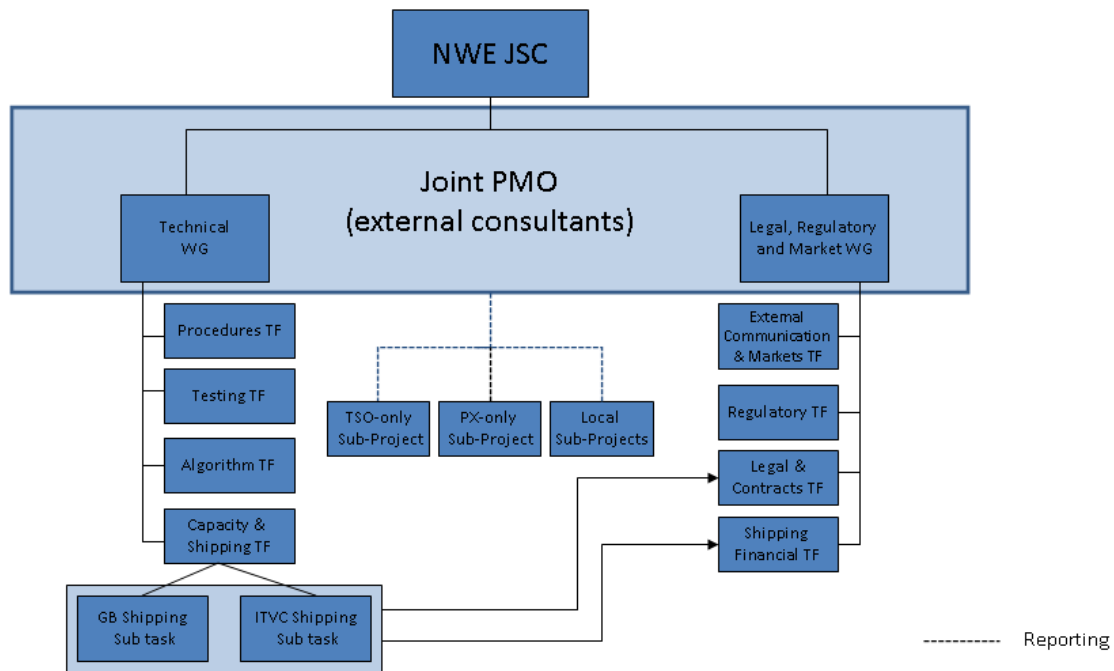 NWE JSC
Joint PMO
(external consultants)
Technical
WG
Legal, Regulatory
and Market WG
Procedures TF
Testing TF
Algorithm TF
Capacity &
Shipping TF
GB Shipping
Sub task
ITVC Shipping
Sub task
TSO-only
Sub-Project
PX-only
Sub-Project
Local
Sub-Projects
External
Communication
& Markets TF
Regulatory TF
Legal &
Contracts TF
Shipping
Financial TF
Reporting